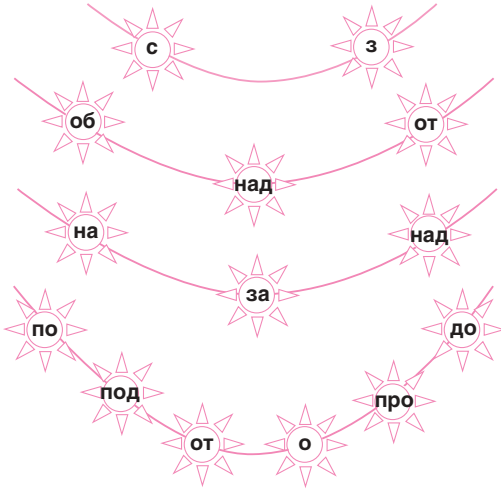 с з
об над от
на за над
по под от о про до